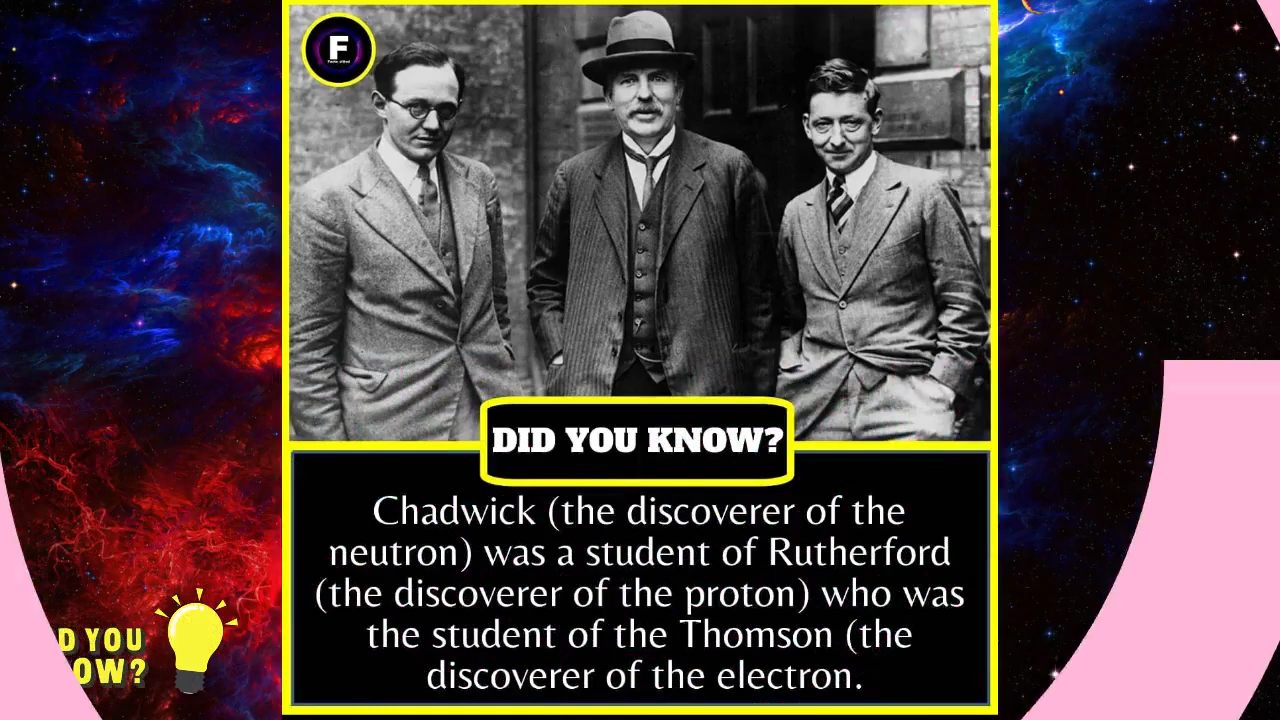 F
DID YOU KNOW?
Chadwick (the discoverer of the
neutron) was a student of Rutherford
(the discoverer of the proton) who was
the student of the Thomson (the
discoverer of the electron.
D YOU
OW?